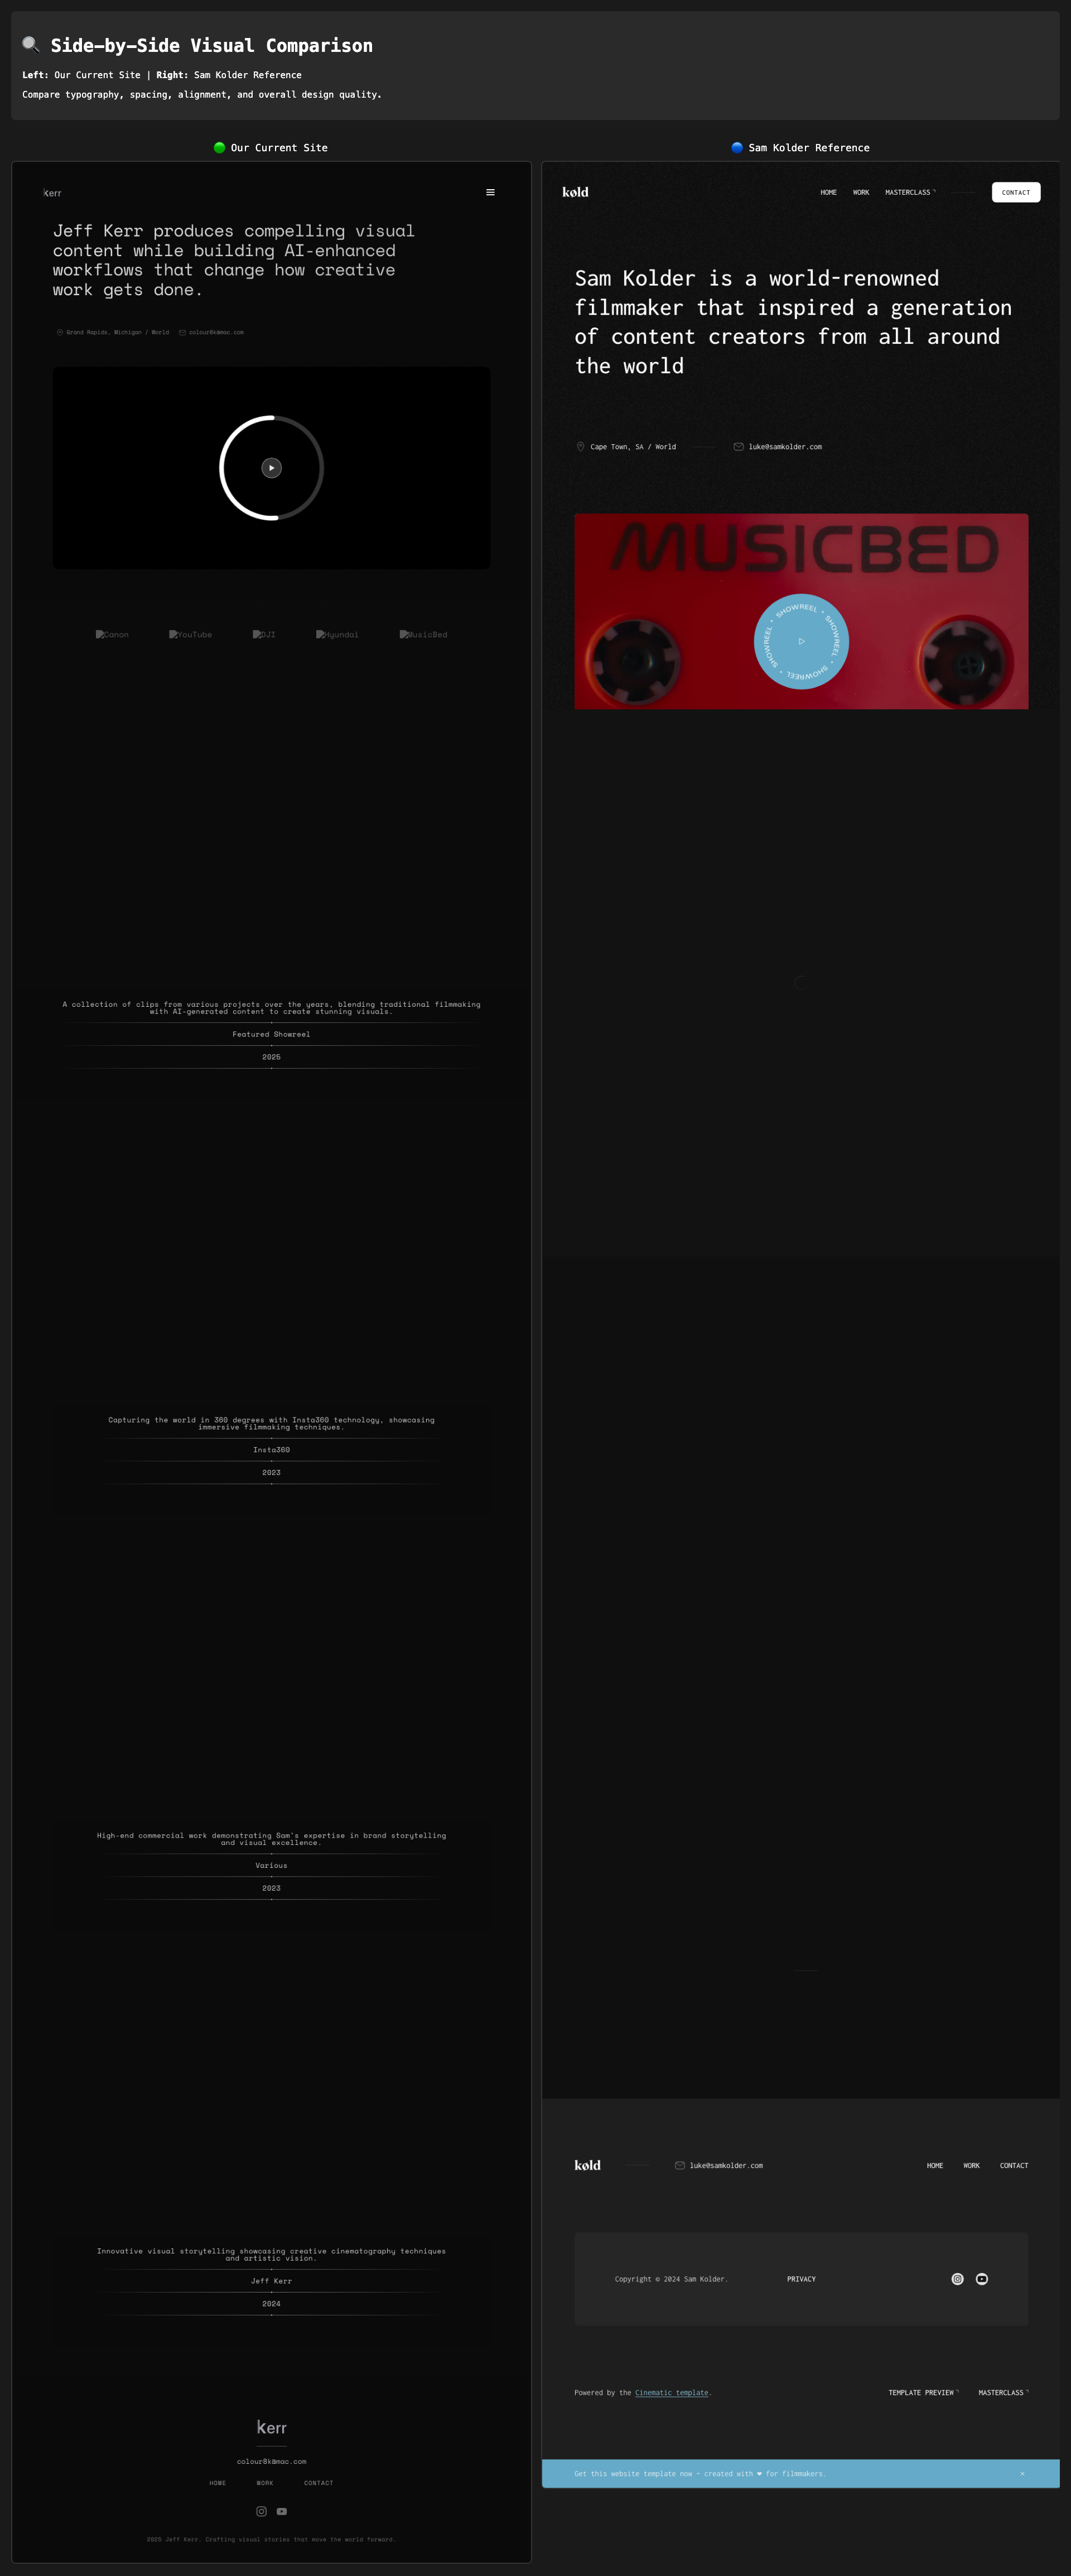 🔍 Side-by-Side Visual Comparison
Left: Our Current Site | Right: Sam Kolder Reference
Compare typography, spacing, alignment, and overall design quality.
🟢 Our Current Site
kerr
Jeff Kerr produces compelling visual
content while building AI-enhanced
workflows that change how creative
work gets done.
Grand Rapids, Michigan / World
colour8k@mac.com
Canon
YouTube
DJI
Hyundai
MusicBed
A collection of clips from various projects over the years, blending traditional filmmaking
with AI-generated content to create stunning visuals.
Featured Showreel
2025
Capturing the world in 360 degrees with Insta360 technology, showcasing
immersive filmmaking techniques.
Insta360
2023
High-end commercial work demonstrating Sam's expertise in brand storytelling
and visual excellence.
Various
2023
Innovative visual storytelling showcasing creative cinematography techniques
and artistic vision.
Jeff Kerr
2024
kerr
colour8k@mac.com
HOME WORK CONTACT
2025 Jeff Kerr. Crafting visual stories that move the world forward.
🔵 Sam Kolder Reference
køld
HOME WORK MASTERCLASS CONTACT
Sam Kolder is a world-renowned
filmmaker that inspired a generation
of content creators from all around
the world
Cape Town, SA / World
luke@samkolder.com
MUSICBED
SHOWREEL • SHOWREEL • SHOWREEL • SHOWREEL •
køld
luke@samkolder.com
HOME WORK CONTACT
Copyright © 2024 Sam Kolder.
PRIVACY
Powered by the Cinematic template.
TEMPLATE PREVIEW MASTERCLASS
Get this website template now – created with ❤ for filmmakers.
×